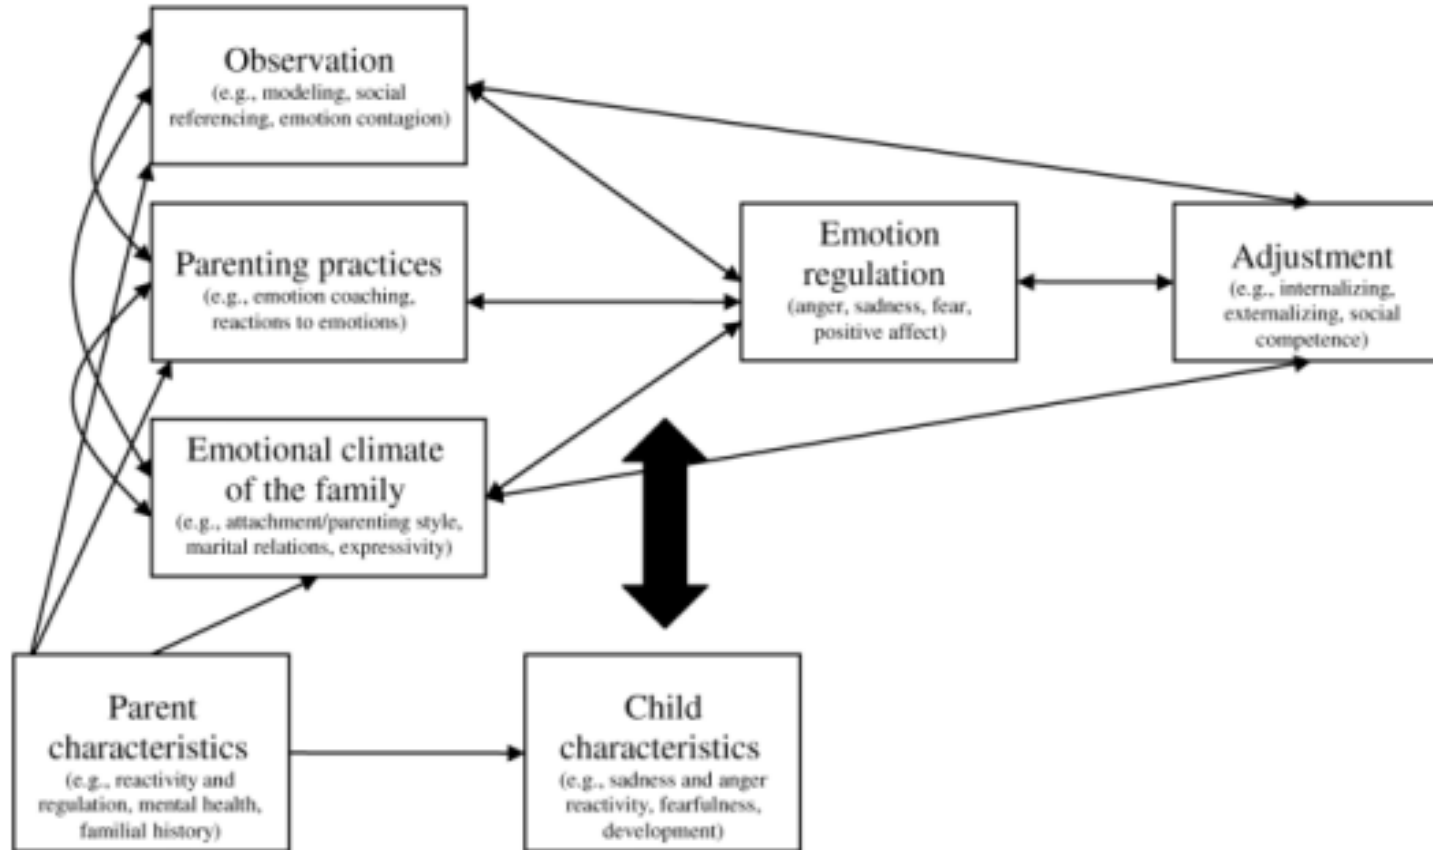 Observation
(e.g., modeling, social
referencing, emotion contagion)
Parenting practices
(e.g., emotion coaching,
reactions to emotions)
Emotional climate
of the family
(e.g., attachment/parenting style,
marital relations, expressivity)
Emotion
regulation
(anger, sadness, fear,
positive affect)
Adjustment
(e.g., internalizing,
externalizing, social
competence)
Parent
characteristics
(e.g., reactivity and
regulation, mental health,
familial history)
Child
characteristics
(e.g., sadness and anger
reactivity, fearfulness,
development)